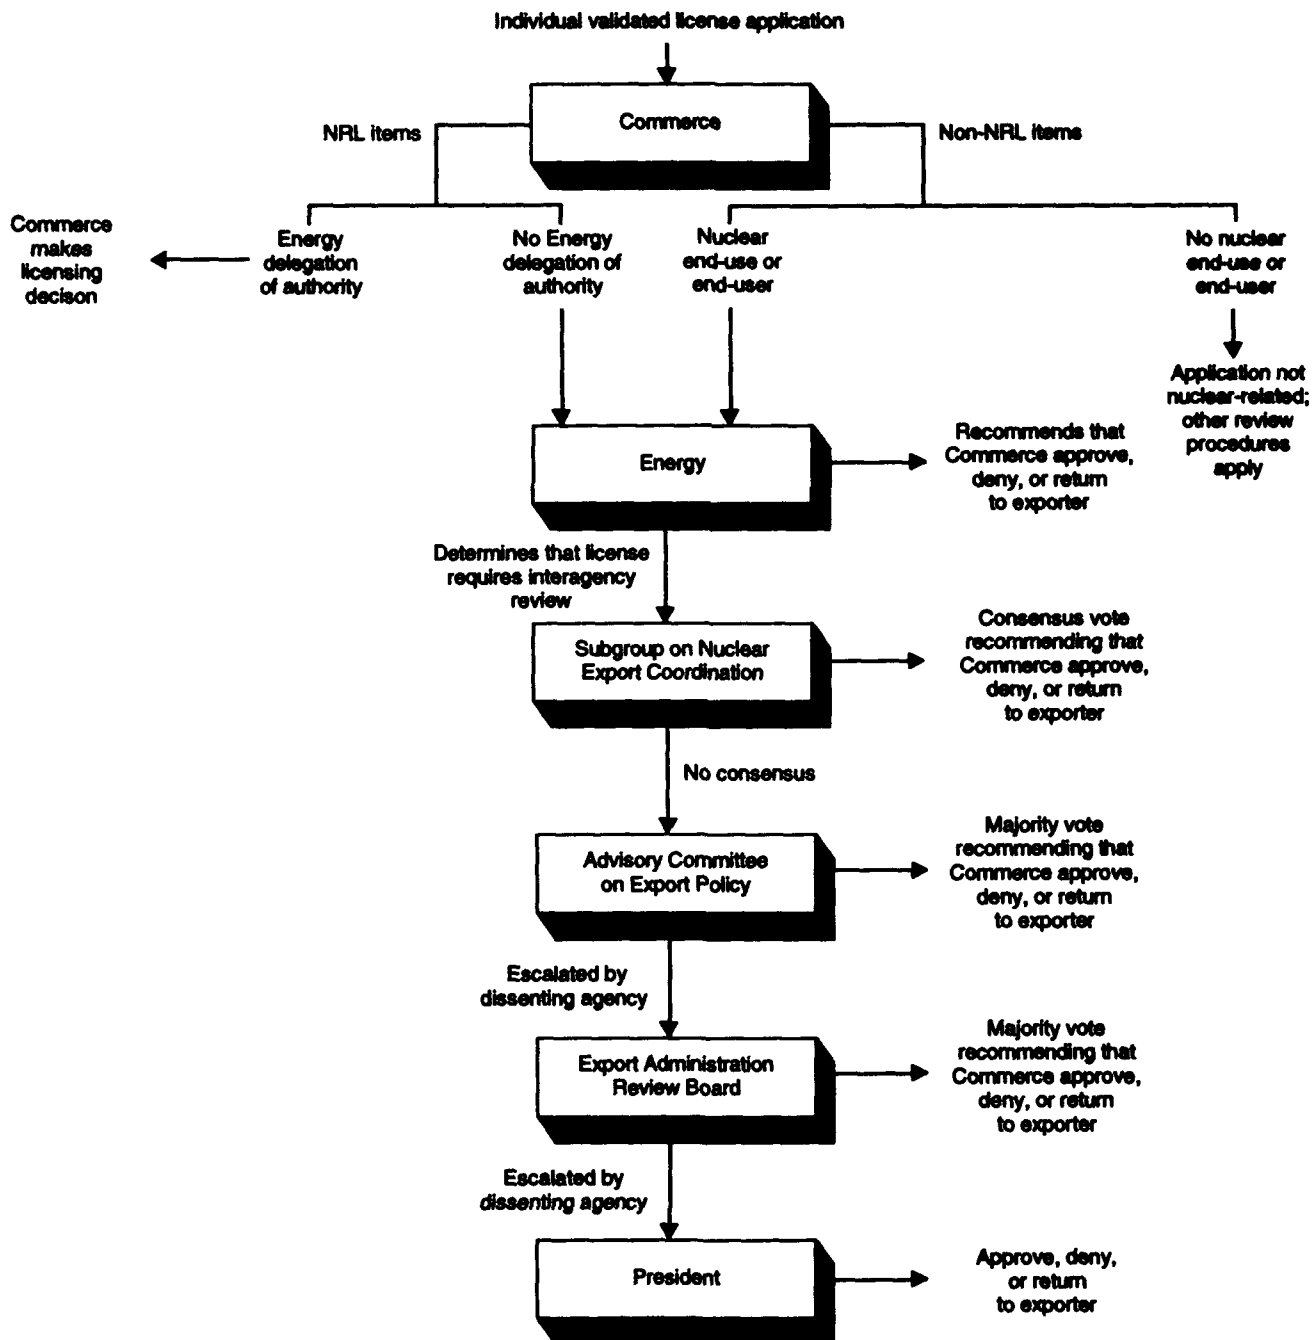 Individual validated license application
Commerce
NRL items
Non-NRL items
Commerce
makes
licensing
decison
Energy
delegation
of authority
No Energy
delegation of
authority
Nuclear
end-use or
end-user
No nuclear
end-use or
end-user
Application not
nuclear-related;
other review
procedures
apply
Energy
Recommends that
Commerce approve,
deny, or return
to exporter
Determines that license
requires interagency
review
Subgroup on Nuclear
Export Coordination
Consensus vote
recommending that
Commerce approve,
deny, or return
to exporter
No consensus
Advisory Committee
on Export Policy
Majority vote
recommending that
Commerce approve,
deny, or return
to exporter
Escalated by
dissenting agency
Export Administration
Review Board
Majority vote
recommending that
Commerce approve,
deny, or return
to exporter
Escalated by
dissenting agency
President
Approve, deny,
or return
to exporter